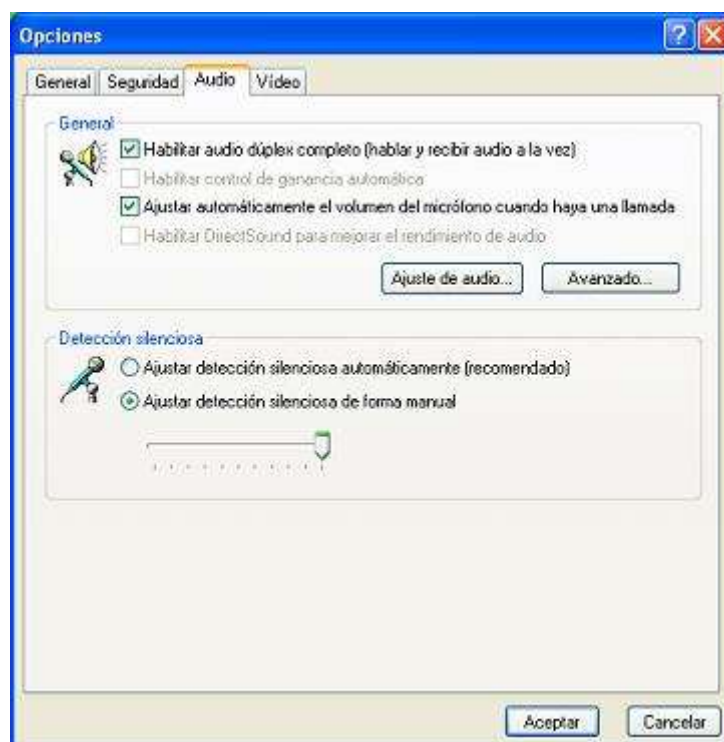 Opciones
General Seguridad Audio Vídeo
General
Habilitar audio dúplex completo (hablar y recibir audio a la vez)
Habilitar control de ganancia automática
Ajustar automáticamente el volumen del micrófono cuando haya una llamada
Habilitar DirectSound para mejorar el rendimiento de audio
Ajuste de audio... Avanzado...
Detección silenciosa
Ajustar detección silenciosa automáticamente (recomendado)
Ajustar detección silenciosa de forma manual
Aceptar Cancelar